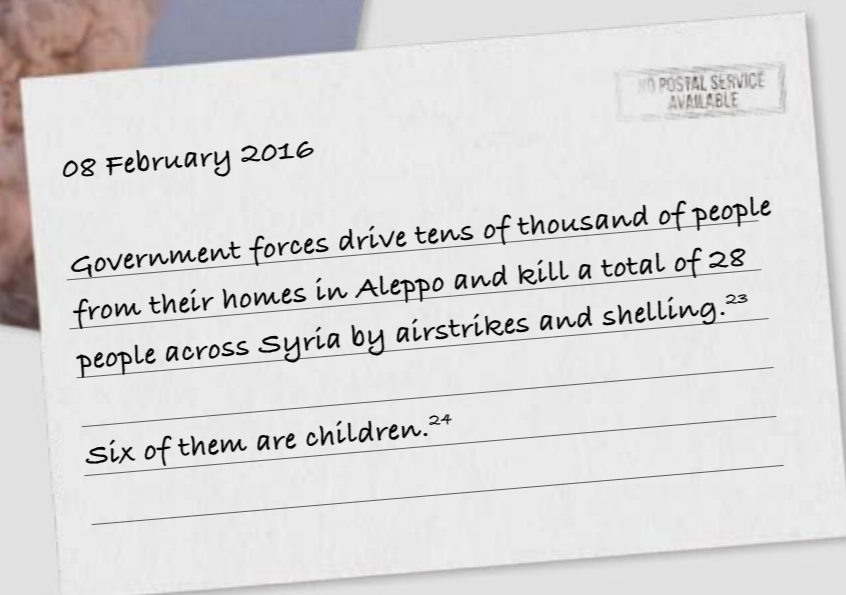 NO POSTAL SERVICE
AVAILABLE
08 February 2016
Government forces drive tens of thousand of people
from their homes in Aleppo and kill a total of 28
people across Syria by airstrikes and shelling.²³
Six of them are children.²⁴